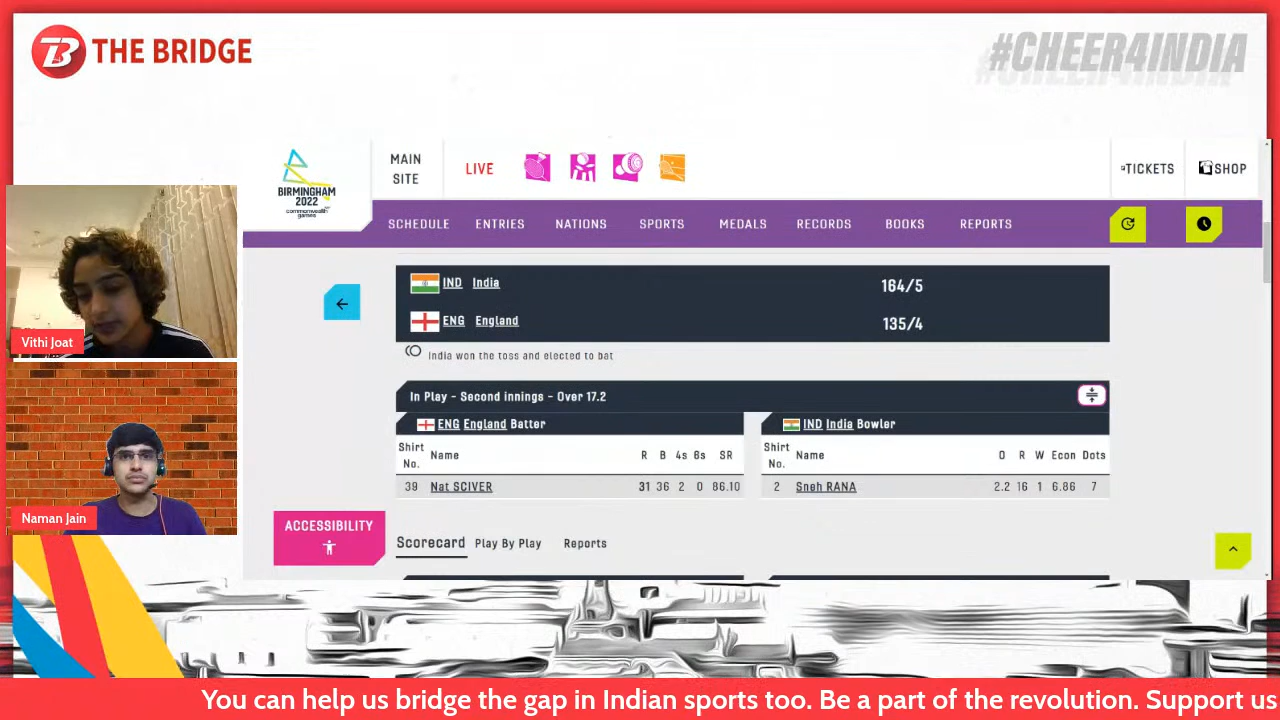 THE BRIDGE
#CHEER4INDIA
BIRMINGHAM
2022
commonwealth
games
MAIN
SITE
LIVE
TICKETS
SHOP
SCHEDULE ENTRIES NATIONS SPORTS MEDALS RECORDS BOOKS REPORTS
IND India 164/5
ENG England 135/4
India won the toss and elected to bat
In Play - Second innings - Over 17.2
ENG England Batter
Shirt No. Name R B 4s 6s SR
39 Nat SCIVER 31 36 2 0 86.10
IND India Bowler
Shirt No. Name O R W Econ Dots
2 Sneh RANA 2.2 16 1 6.86 7
Vithi Joat
Naman Jain
ACCESSIBILITY
Scorecard Play By Play Reports
You can help us bridge the gap in Indian sports too. Be a part of the revolution. Support us